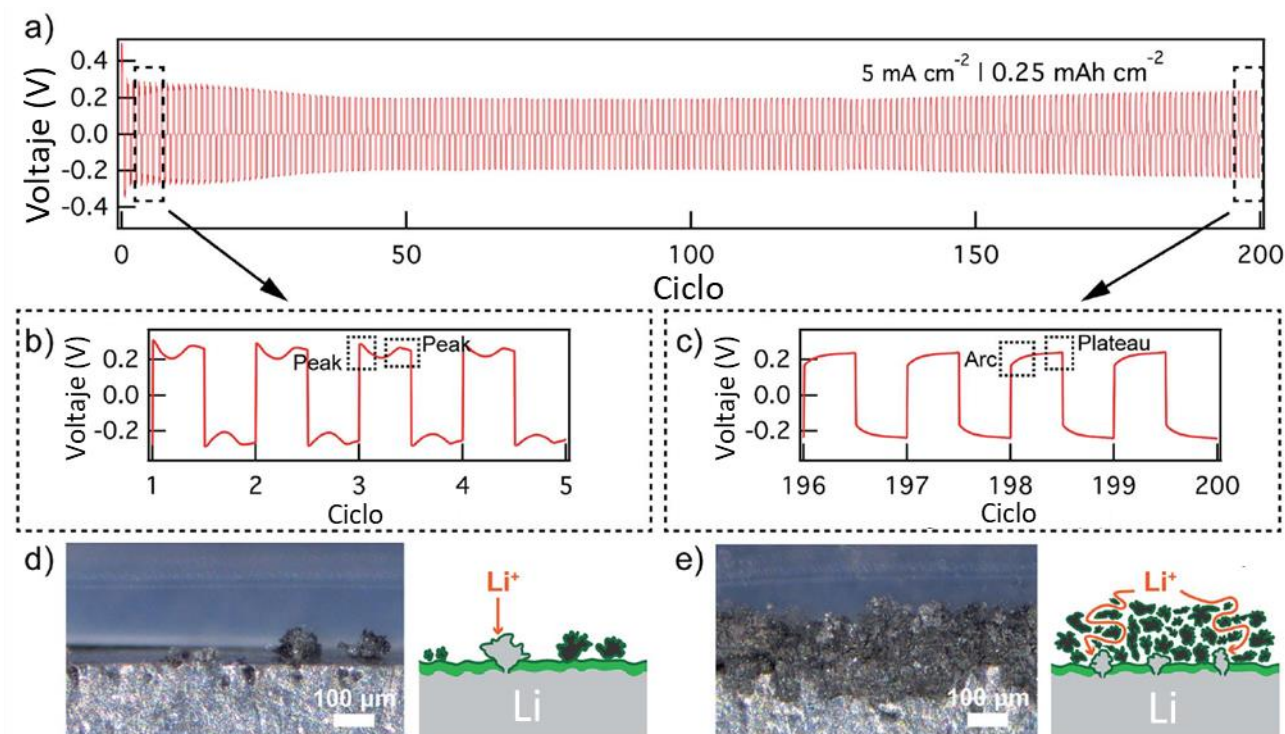 a)
Voltaje (V)
0.4
0.2
0.0
-0.2
-0.4
5 mA cm⁻² | 0.25 mAh cm⁻²
0 50 100 150 200
Ciclo
b)
Voltaje (V)
0.2
0.0
-0.2
Peak
Peak
1 2 3 4 5
Ciclo
c)
Voltaje (V)
0.2
0.0
-0.2
Arc
Plateau
196 197 198 199 200
Ciclo
d)
100 µm
Li⁺
Li
e)
100 µm
Li⁺
Li